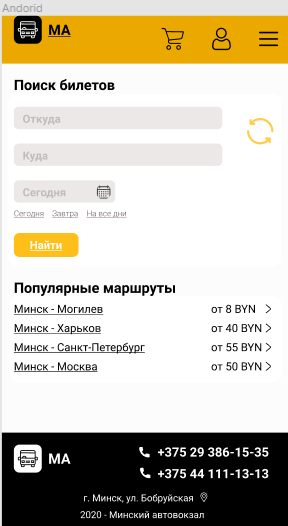 Andorid
МА
Поиск билетов
Откуда
Куда
Сегодня
Сегодня Завтра На все дни
Найти
Популярные маршруты
Минск - Могилев от 8 BYN
Минск - Харьков от 40 BYN
Минск - Санкт-Петербург от 55 BYN
Минск - Москва от 50 BYN
МА
+375 29 386-15-35
+375 44 111-13-13
г. Минск, ул. Бобруйская
2020 - Минский автовокзал